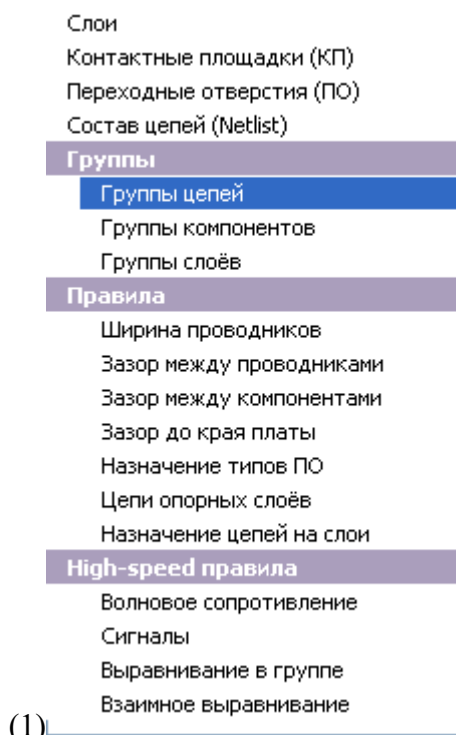 Слои
Контактные площадки (КП)
Переходные отверстия (ПО)
Состав цепей (Netlist)
Группы
Группы цепей
Группы компонентов
Группы слоёв
Правила
Ширина проводников
Зазор между проводниками
Зазор между компонентами
Зазор до края платы
Назначение типов ПО
Цепи опорных слоёв
Назначение цепей на слои
High-speed правила
Волновое сопротивление
Сигналы
Выравнивание в группе
Взаимное выравнивание
(1)